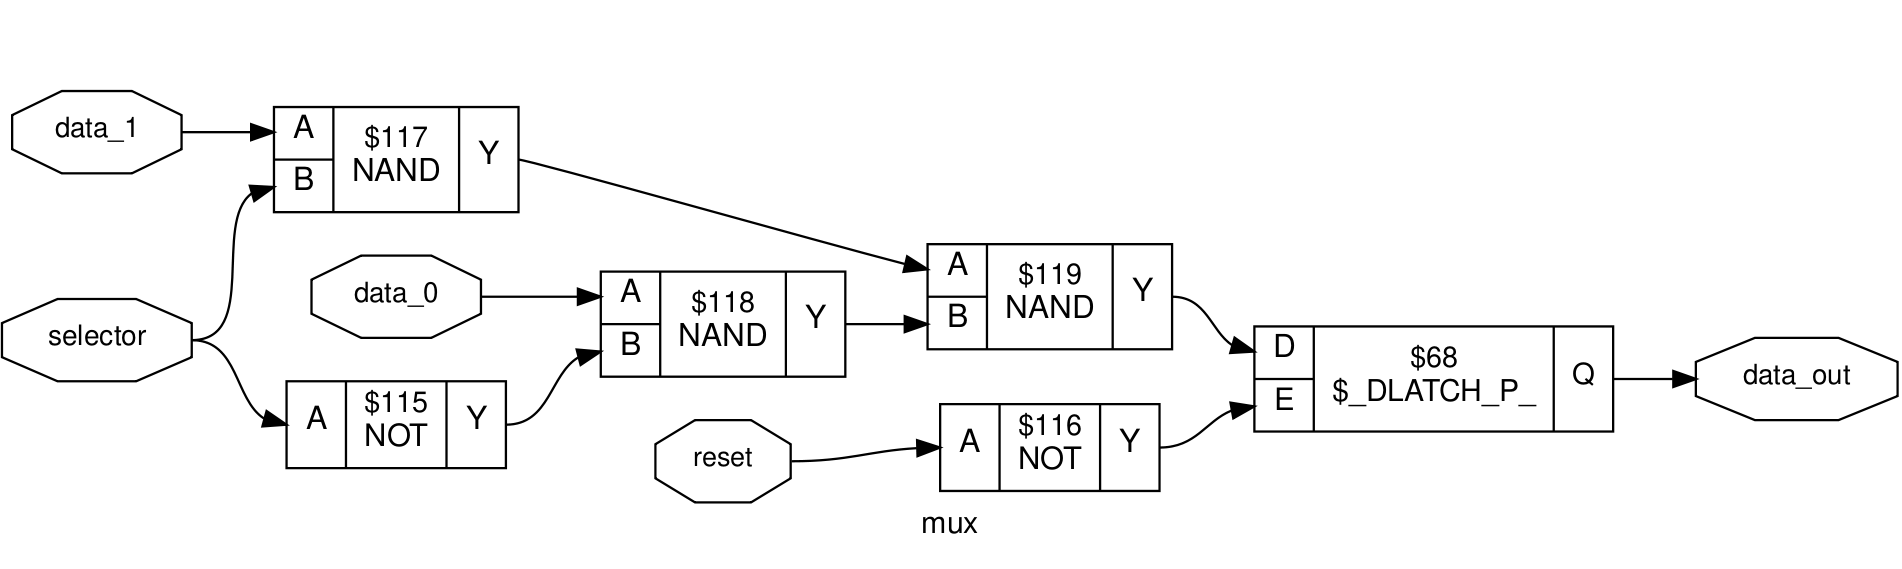 data_1
A
B
$117
NAND
Y
selector
data_0
A
$115
NOT
Y
A
B
$118
NAND
Y
reset
A
B
$119
NAND
Y
A
$116
NOT
Y
D
E
$68
$_DLATCH_P_
Q
data_out
mux